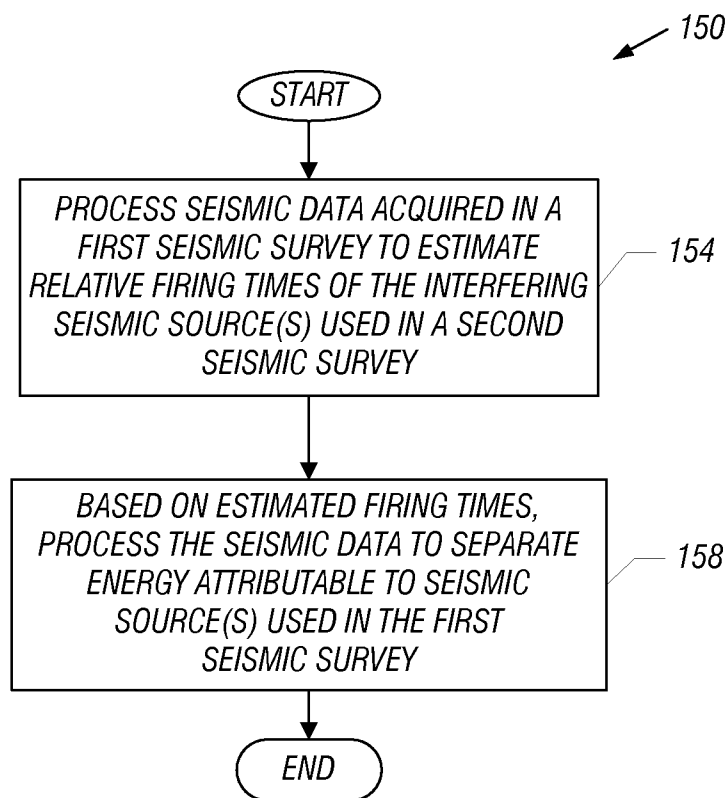 150
START
PROCESS SEISMIC DATA ACQUIRED IN A
FIRST SEISMIC SURVEY TO ESTIMATE
RELATIVE FIRING TIMES OF THE INTERFERING
SEISMIC SOURCE(S) USED IN A SECOND
SEISMIC SURVEY
154
BASED ON ESTIMATED FIRING TIMES,
PROCESS THE SEISMIC DATA TO SEPARATE
ENERGY ATTRIBUTABLE TO SEISMIC
SOURCE(S) USED IN THE FIRST
SEISMIC SURVEY
158
END